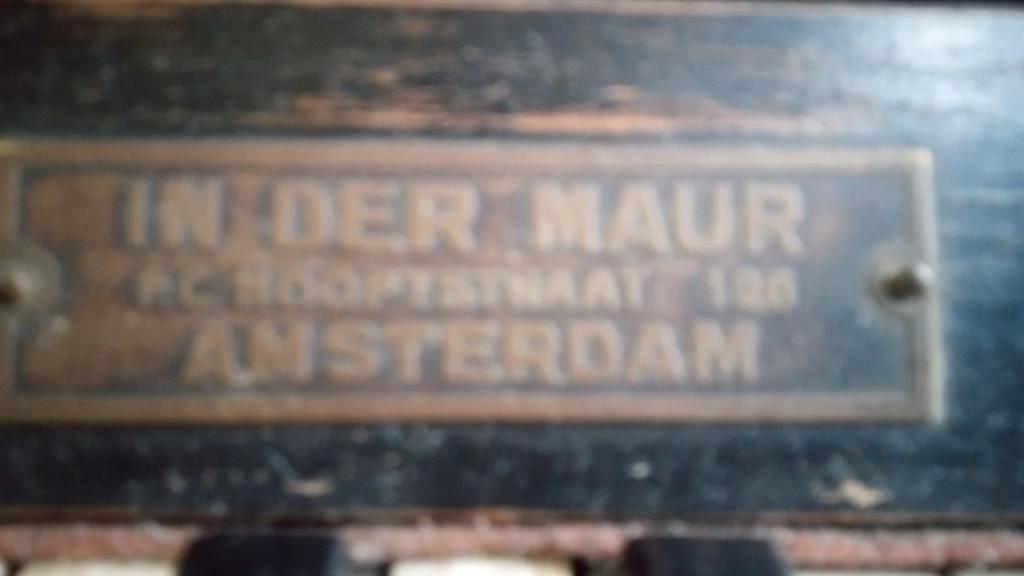 IN DER MAUR
P.C. HOOFTSTRAAT 126
AMSTERDAM